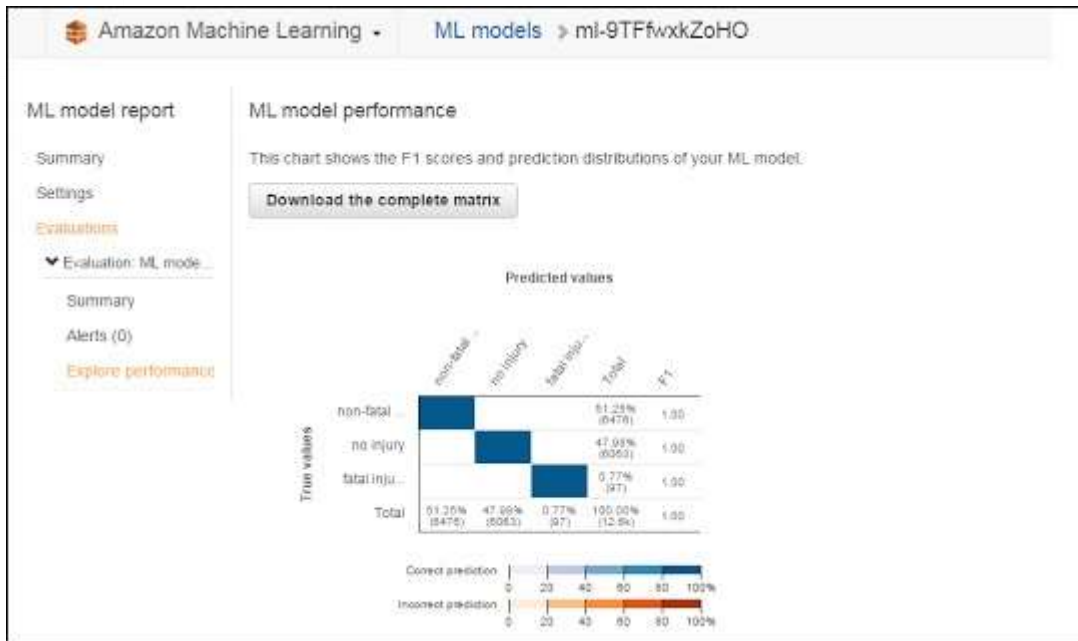 Amazon Machine Learning
ML models > ml-9TFfwxkZoHO
ML model report
Summary
Settings
Evaluations
Evaluation: ML mode...
Summary
Alerts (0)
Explore performance
ML model performance
This chart shows the F1 scores and prediction distributions of your ML model.
Download the complete matrix
Predicted values
non-fatal ...
no injury
fatal inju...
Total
F1
True values
non-fatal ... 51.25% (6476) 1.00
no injury 47.98% (6063) 1.00
fatal inju... 0.77% (97) 1.00
Total 51.25% (6476) 47.98% (6063) 0.77% (97) 100.00% (12.6k) 1.00
Correct prediction
0 20 40 60 80 100%
Incorrect prediction
0 20 40 60 80 100%